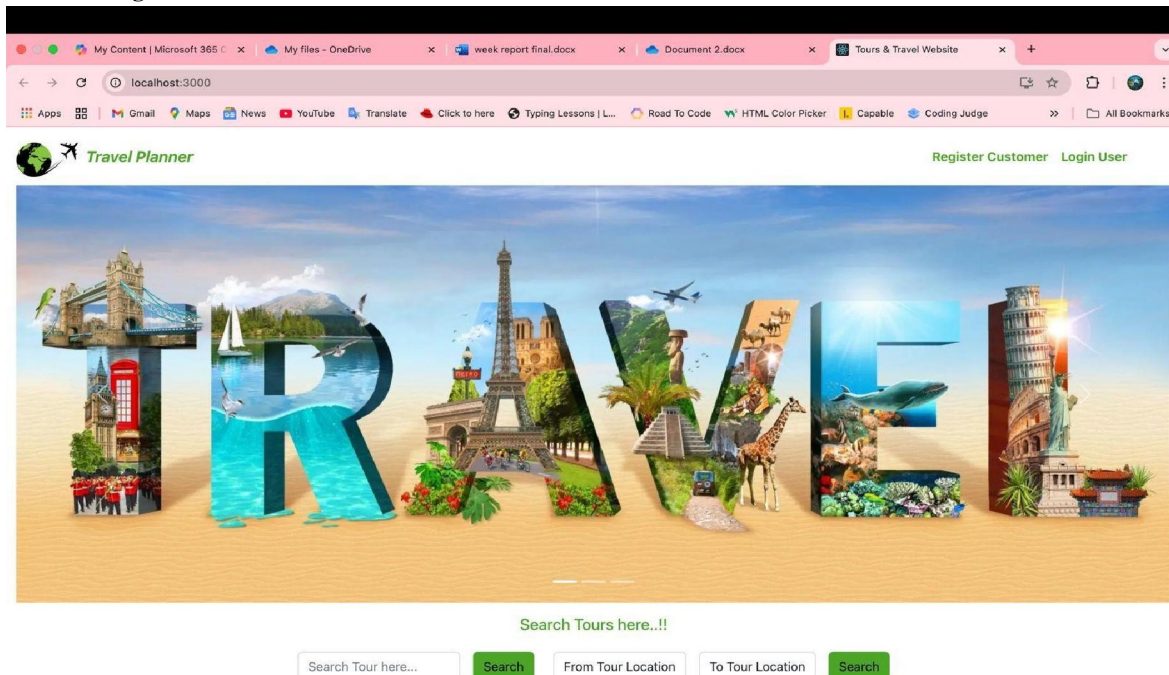 My Content | Microsoft 365 C
My files - OneDrive
week report final.docx
Document 2.docx
Tours & Travel Website
localhost:3000
Apps
Gmail
Maps
News
YouTube
Translate
Click to here
Typing Lessons | L...
Road To Code
HTML Color Picker
Capable
Coding Judge
All Bookmarks
Travel Planner
Register Customer
Login User
TRAVEL
METRO
Search Tours here..!!
Search Tour here...
Search
From Tour Location
To Tour Location
Search